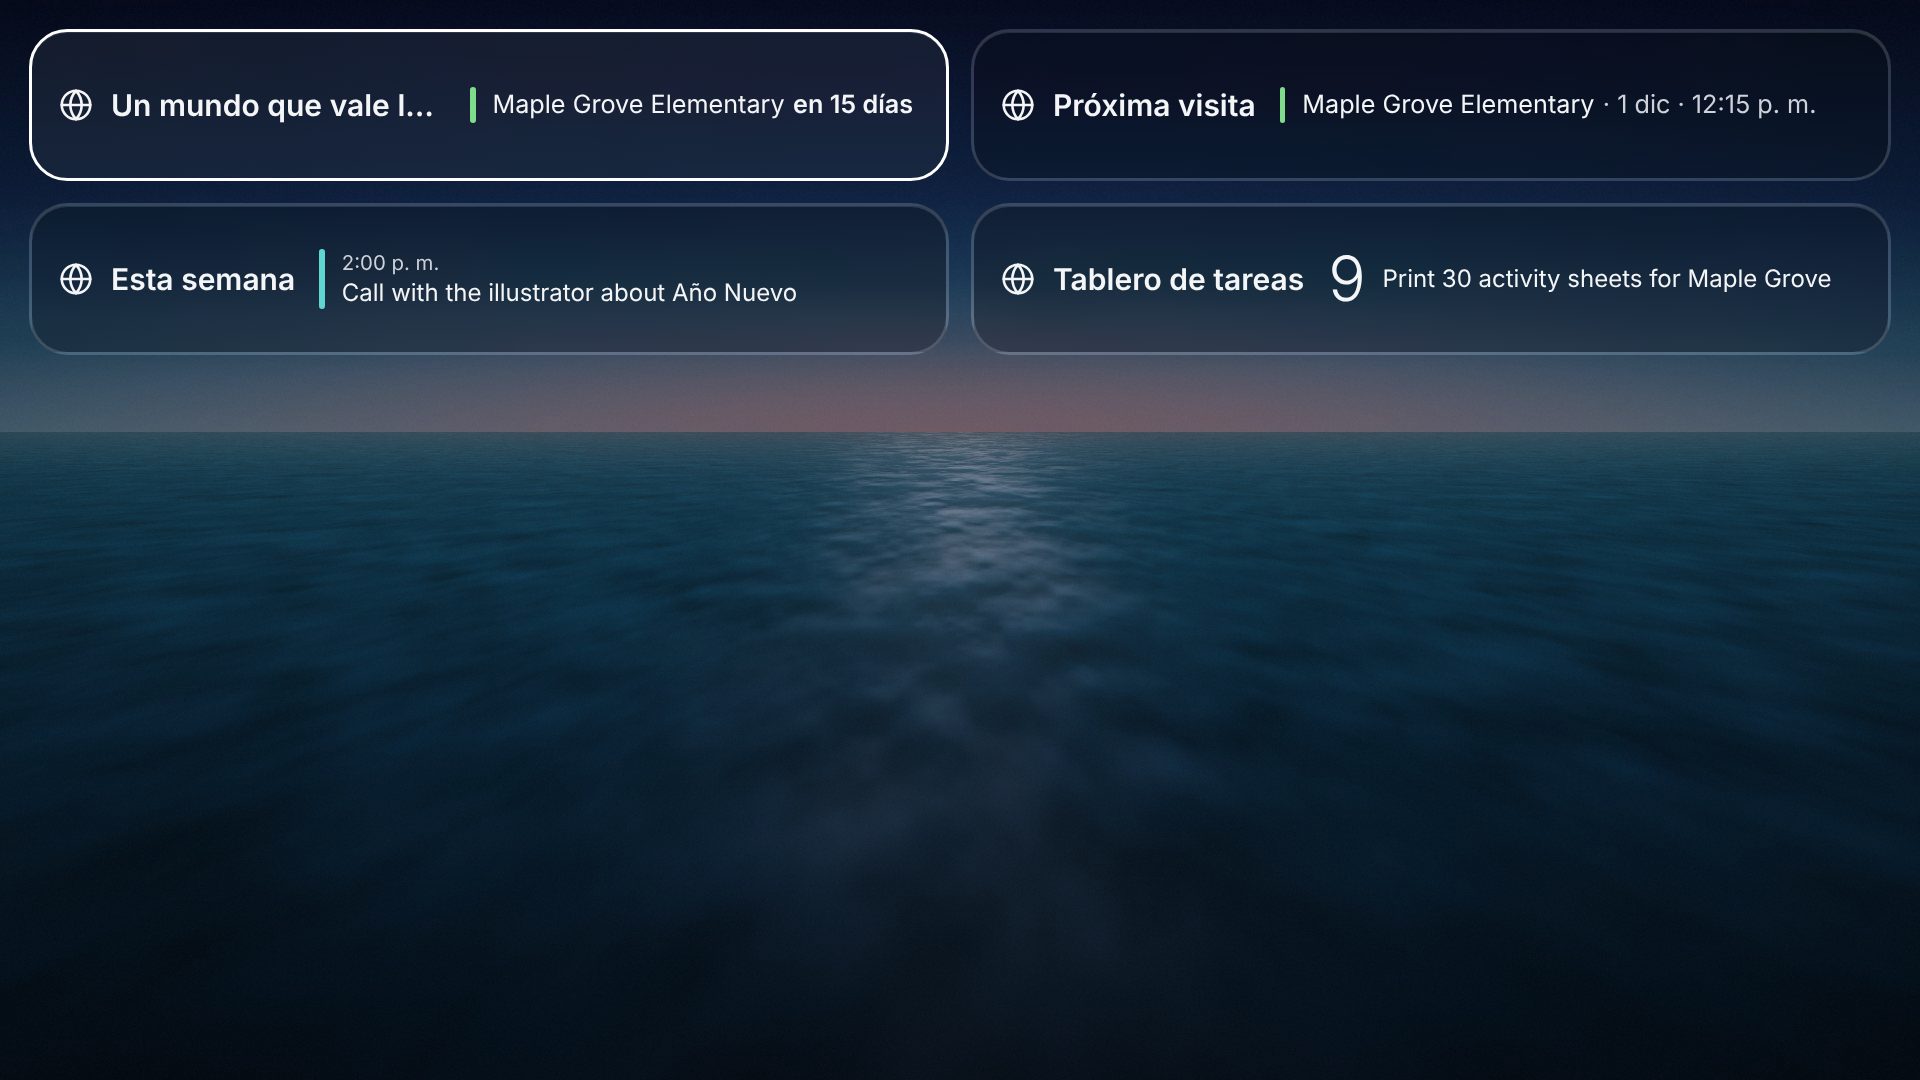 Un mundo que vale l…
Maple Grove Elementary en 15 días
Próxima visita
Maple Grove Elementary · 1 dic · 12:15 p. m.
Esta semana
2:00 p. m.
Call with the illustrator about Año Nuevo
Tablero de tareas
9
Print 30 activity sheets for Maple Grove